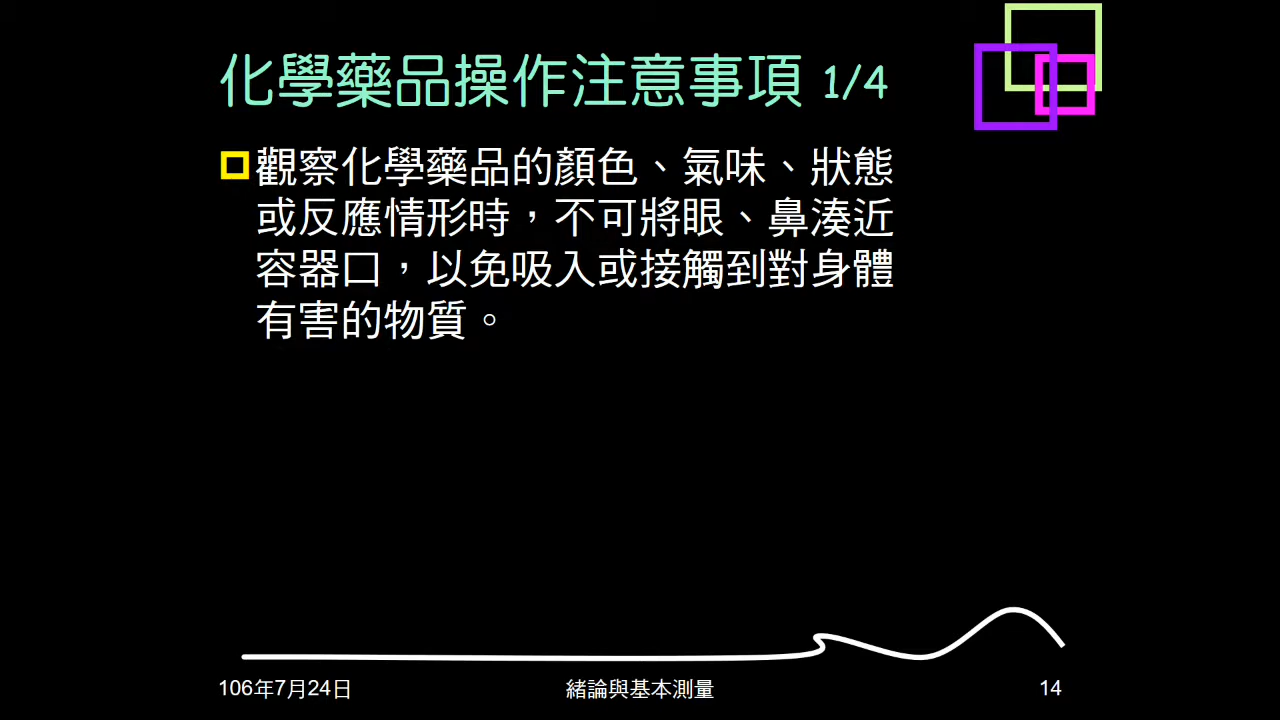 化學藥品操作注意事項 1/4
觀察化學藥品的顏色、氣味、狀態
或反應情形時，不可將眼、鼻湊近
容器口，以免吸入或接觸到對身體
有害的物質。
106年7月24日
緒論與基本測量
14